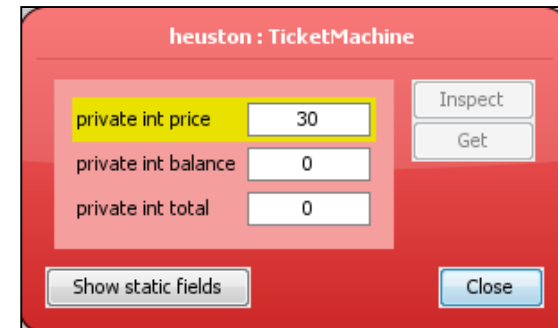 heuston : TicketMachine
private int price 30
Inspect
private int balance 0
Get
private int total 0
Show static fields
Close